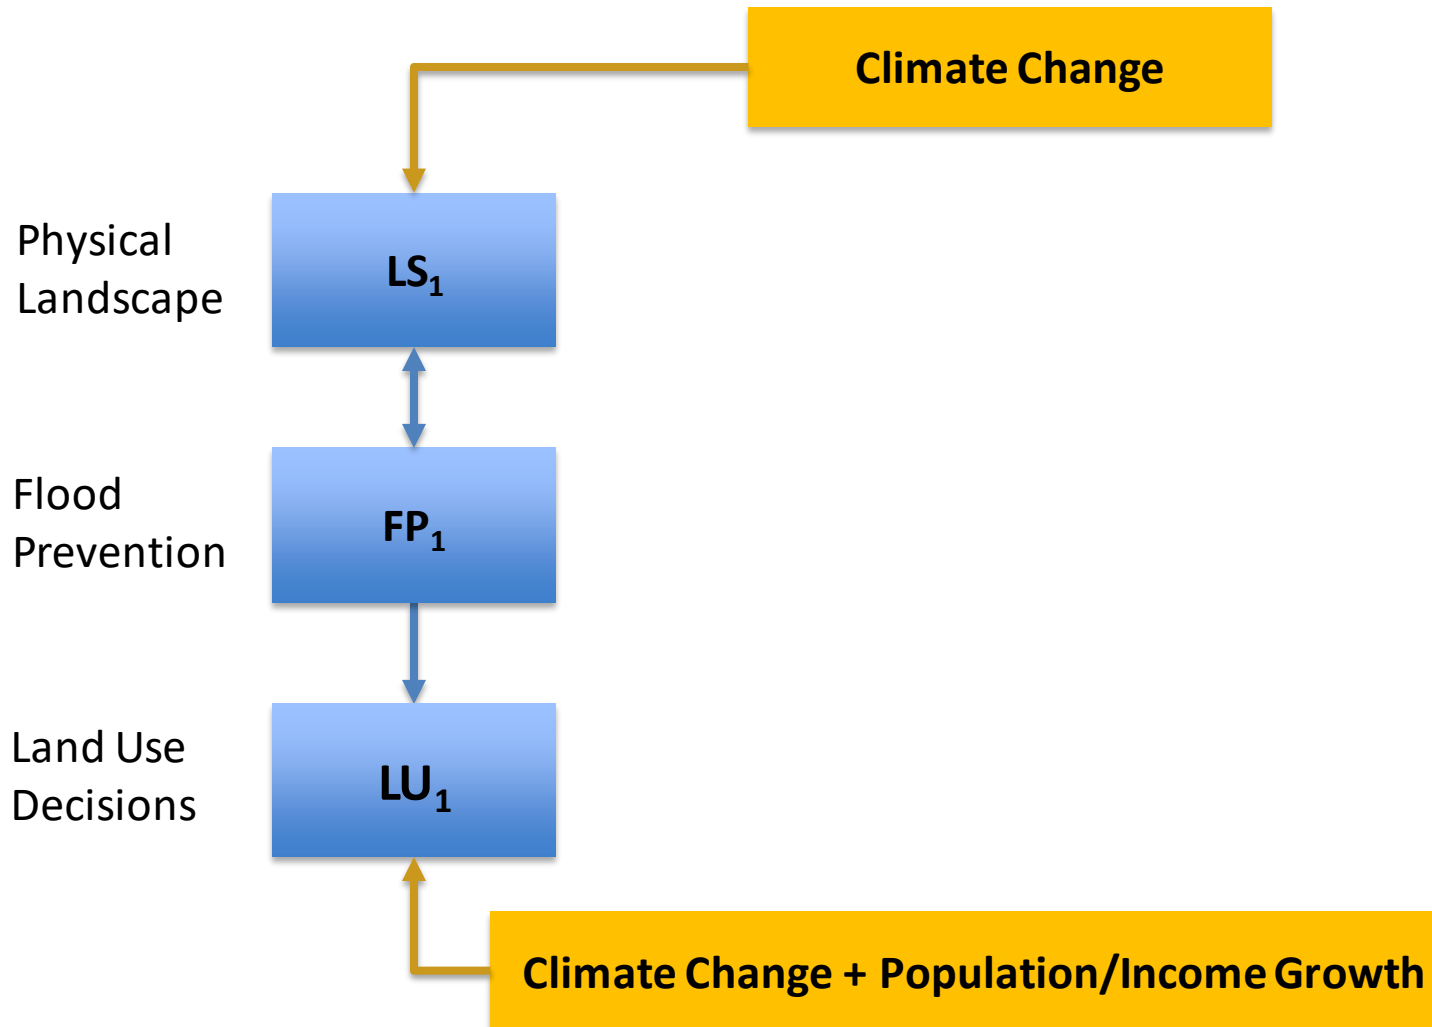 Climate Change
Physical
Landscape
LS₁
Flood
Prevention
FP₁
Land Use
Decisions
LU₁
Climate Change + Population/Income Growth